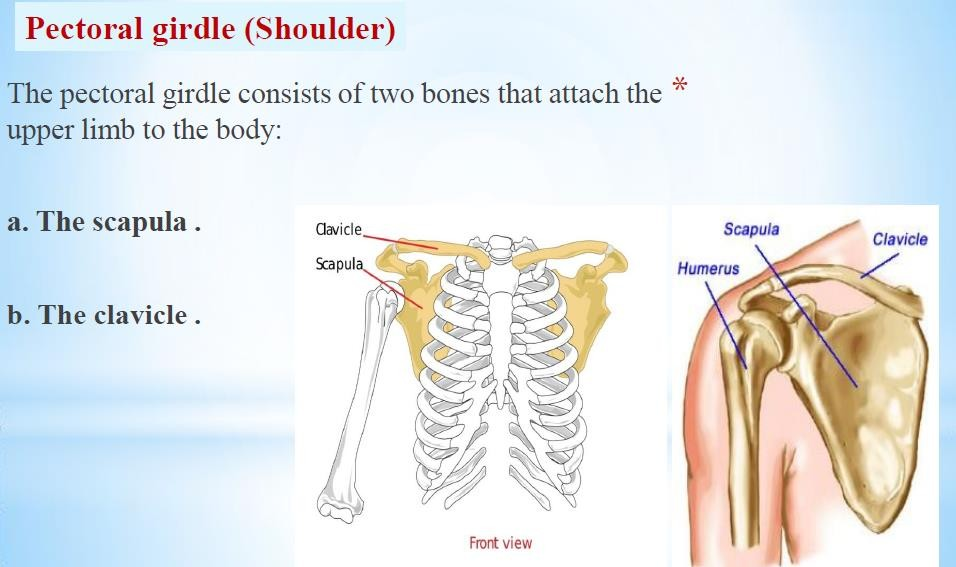 Pectoral girdle (Shoulder)
The pectoral girdle consists of two bones that attach the *
upper limb to the body:
a. The scapula .
b. The clavicle .
Clavicle
Scapula
Front view
Scapula
Clavicle
Humerus